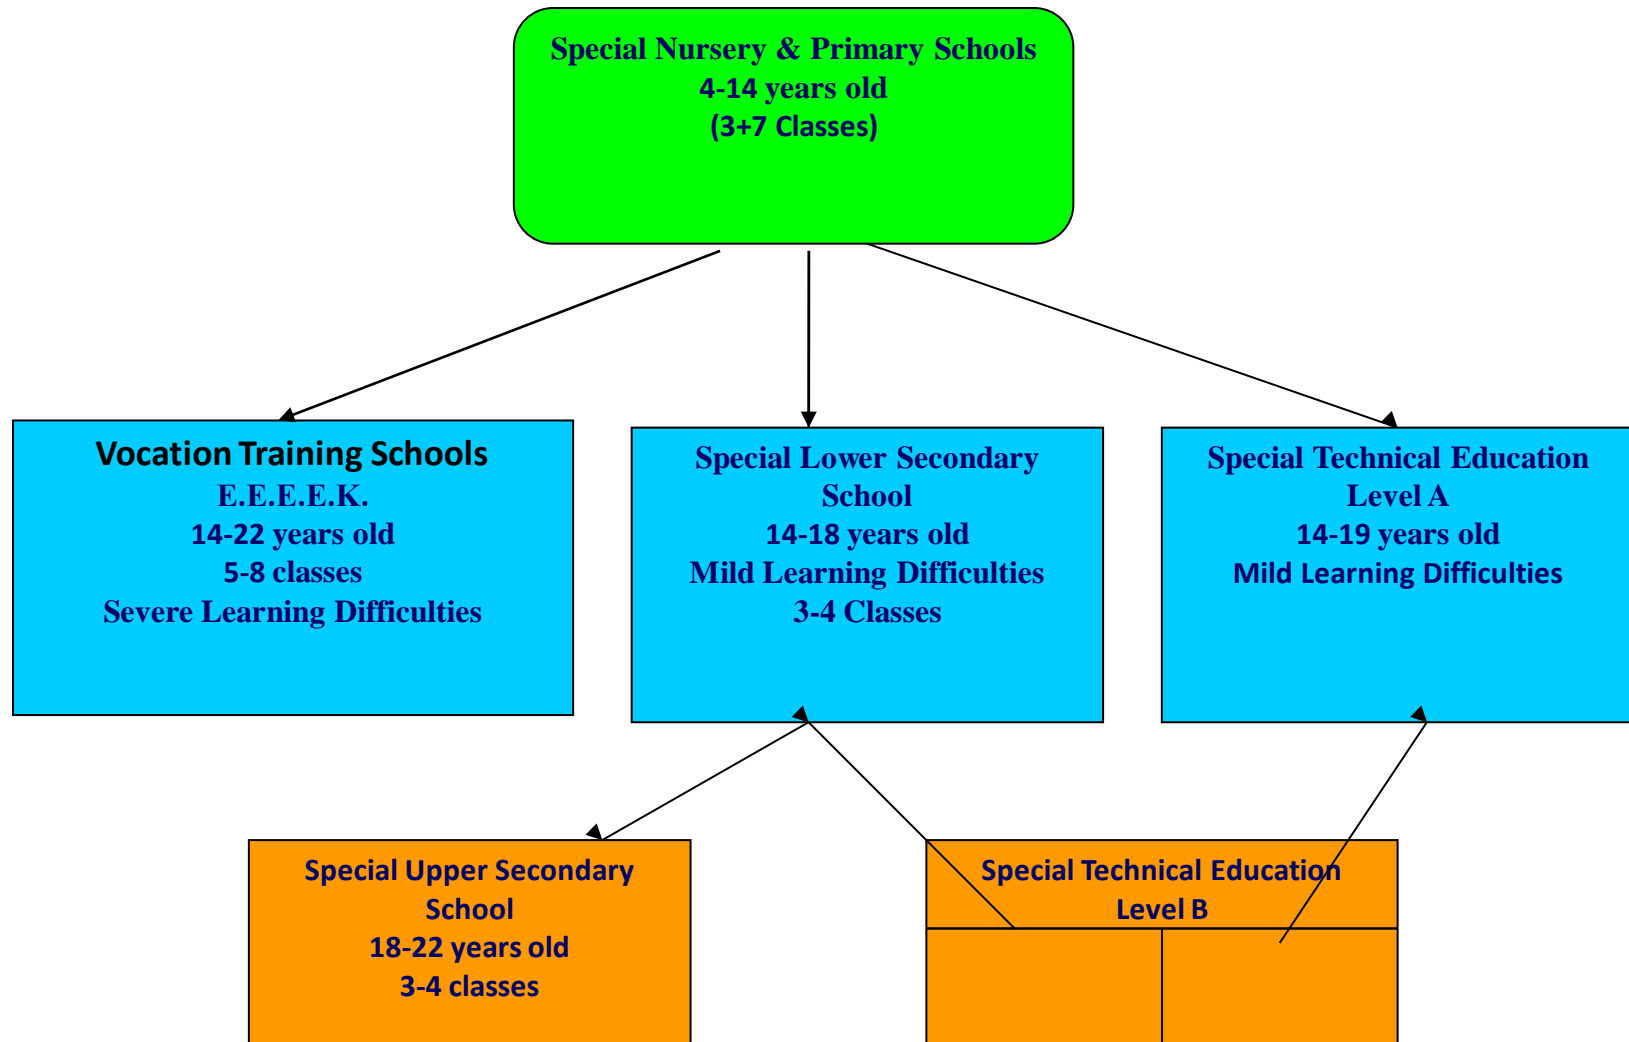 Special Nursery & Primary Schools
4-14 years old
(3+7 Classes)
Vocation Training Schools
E.E.E.E.K.
14-22 years old
5-8 classes
Severe Learning Difficulties
Special Lower Secondary
School
14-18 years old
Mild Learning Difficulties
3-4 Classes
Special Technical Education
Level A
14-19 years old
Mild Learning Difficulties
Special Upper Secondary
School
18-22 years old
3-4 classes
Special Technical Education
Level B